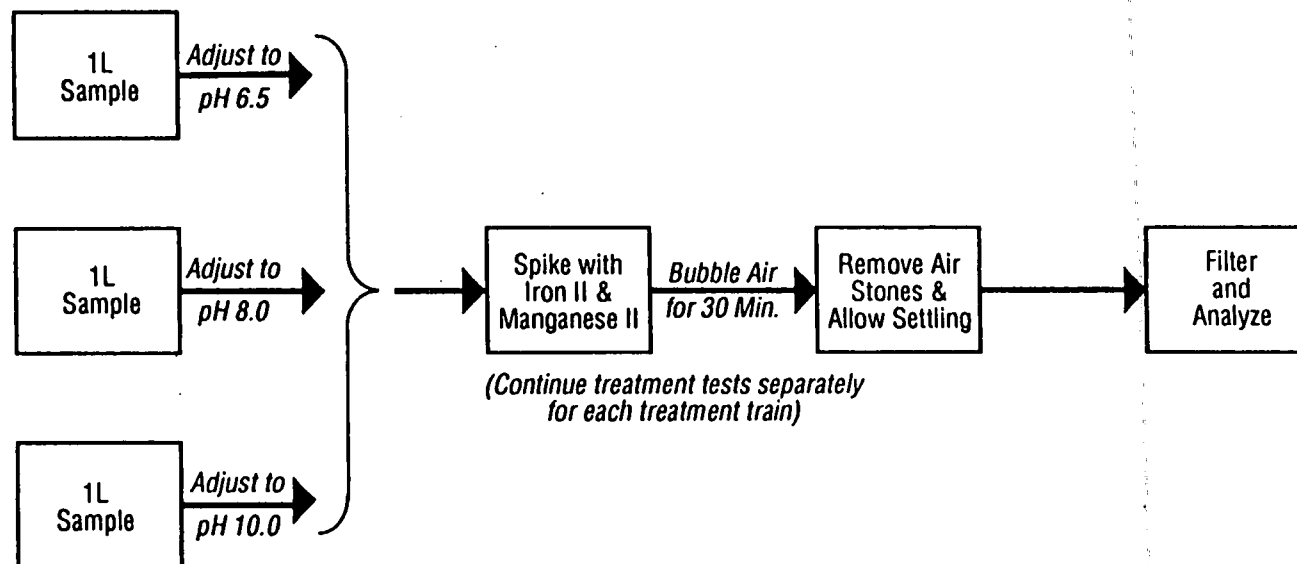 1L
Sample
Adjust to
pH 6.5
1L
Sample
Adjust to
pH 8.0
1L
Sample
Adjust to
pH 10.0
Spike with
Iron II &
Manganese II
Bubble Air
for 30 Min.
Remove Air
Stones &
Allow Settling
Filter
and
Analyze
(Continue treatment tests separately
for each treatment train)